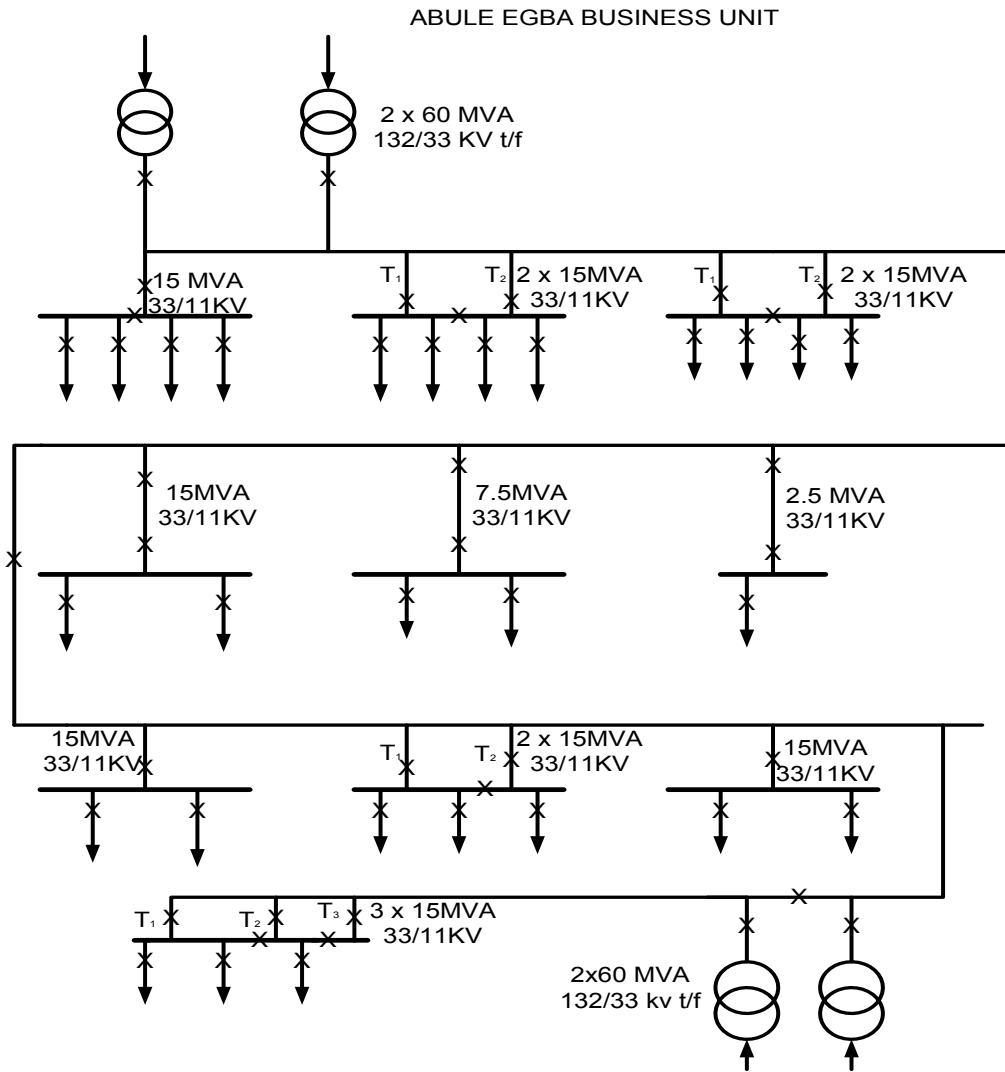 ABULE EGBA BUSINESS UNIT
2 x 60 MVA
132/33 KV t/f
15 MVA
33/11KV
T₁
T₂
2 x 15MVA
33/11KV
T₁
T₂
2 x 15MVA
33/11KV
15MVA
33/11KV
7.5MVA
33/11KV
2.5 MVA
33/11KV
15MVA
33/11KV
T₁
T₂
2 x 15MVA
33/11KV
15MVA
33/11KV
T₁
T₂
T₃
3 x 15MVA
33/11KV
2x60 MVA
132/33 kv t/f